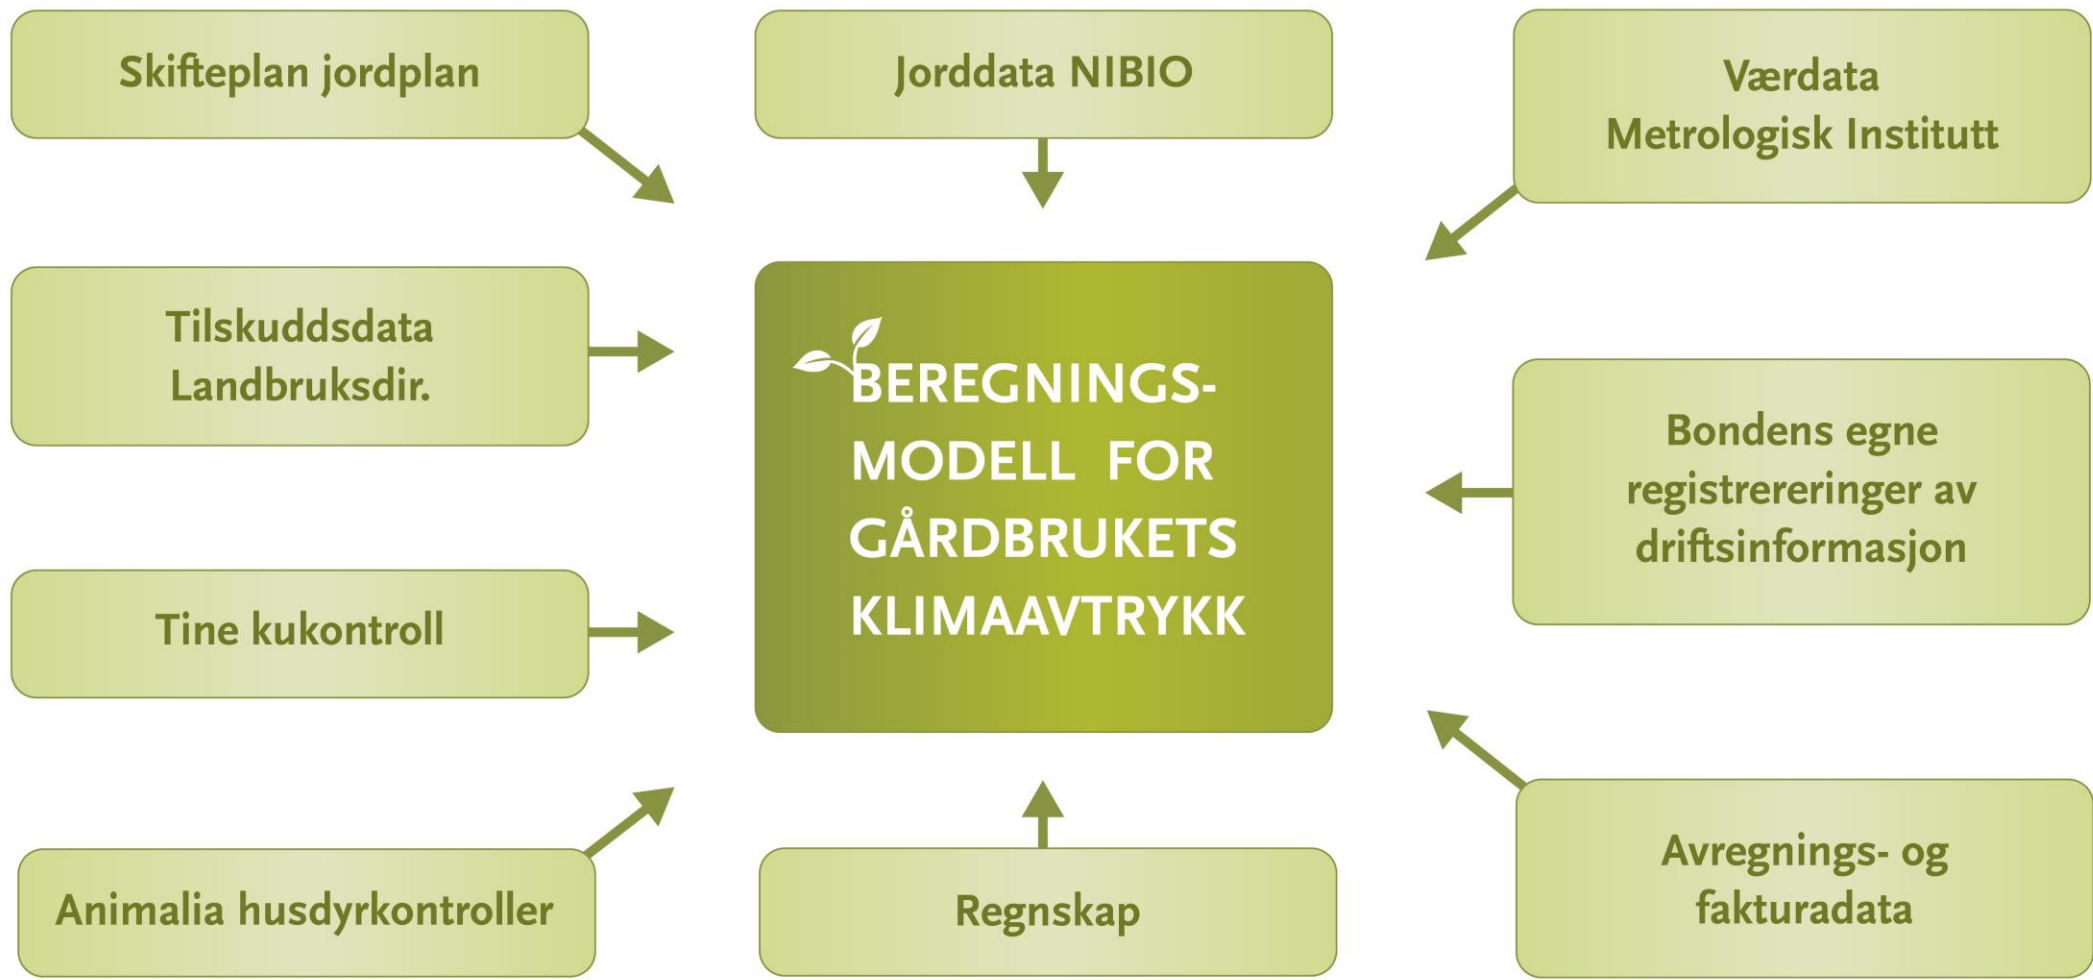 Skifteplan jordplan
Jorddata NIBIO
Værdata
Metrologisk Institutt
Tilskuddsdata
Landbruksdir.
BEREGNINGS-
MODELL FOR
GÅRDBRUKETS
KLIMAAVTRYKK
Bondens egne
registrereringer av
driftsinformasjon
Tine kukontroll
Animalia husdyrkontroller
Regnskap
Avregnings- og
fakturadata